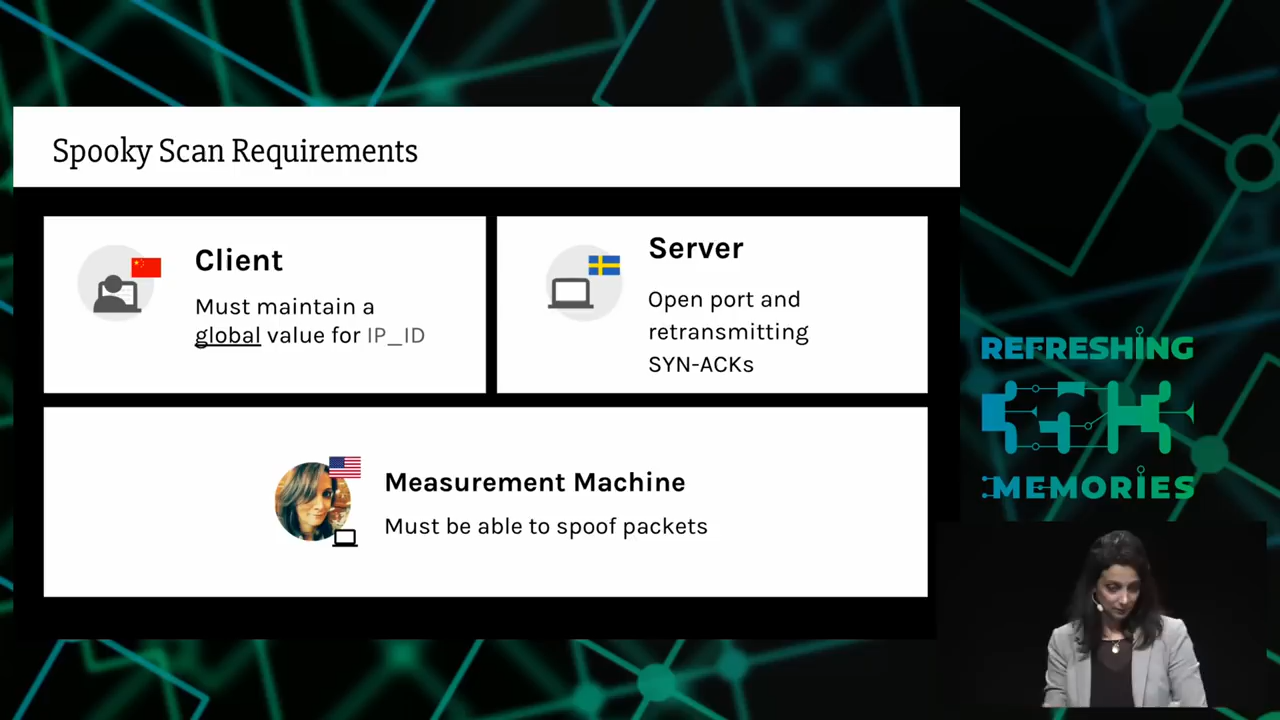 Spooky Scan Requirements
Client
Must maintain a
global value for IP_ID
Server
Open port and
retransmitting
SYN-ACKs
Measurement Machine
Must be able to spoof packets
REFRESHING
MEMORIES